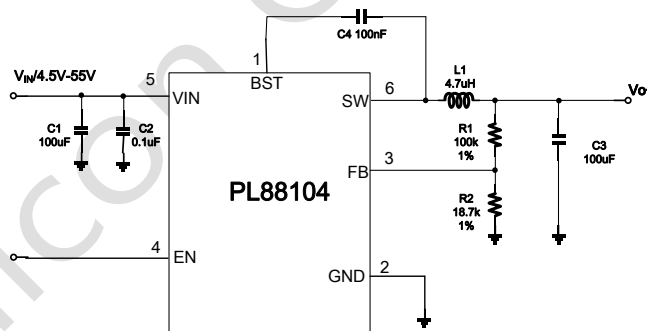 C4 100nF
1
BST
VIN/4.5V-55V
5
VIN
C1
100uF
C2
0.1uF
6
SW
L1
4.7uH
Vo
R1
100k
1%
C3
100uF
3
FB
PL88104
R2
18.7k
1%
4
EN
2
GND
icon